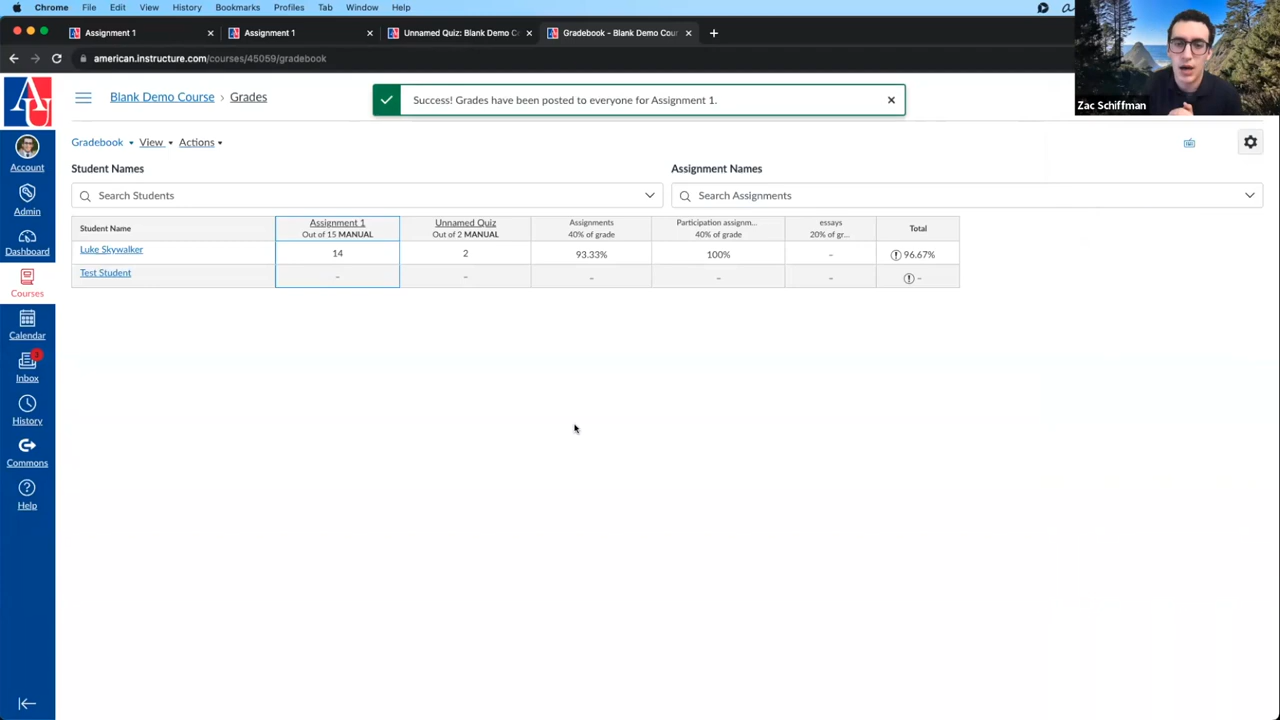 Chrome File Edit View History Bookmarks Profiles Tab Window Help
Assignment 1 Assignment 1 Unnamed Quiz: Blank Demo C Gradebook - Blank Demo Cour
american.instructure.com/courses/45059/gradebook
Zac Schiffman
AU
Blank Demo Course › Grades
Success! Grades have been posted to everyone for Assignment 1.
Gradebook View Actions
Student Names
Search Students
Assignment Names
Search Assignments
Student Name
Assignment 1
Out of 15 MANUAL
Unnamed Quiz
Out of 2 MANUAL
Assignments
40% of grade
Participation assignm...
40% of grade
essays
20% of gr...
Total
Luke Skywalker 14 2 93.33% 100% – 96.67%
Test Student – – – – – –
Account
Admin
Dashboard
Courses
Calendar
Inbox
History
Commons
Help